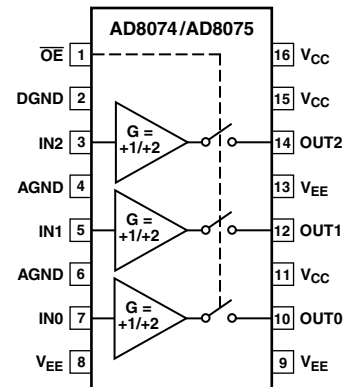 AD8074/AD8075
OE 1
16 VCC
DGND 2
15 VCC
IN2 3
G =
+1/+2
14 OUT2
AGND 4
13 VEE
IN1 5
G =
+1/+2
12 OUT1
AGND 6
11 VCC
IN0 7
G =
+1/+2
10 OUT0
VEE 8
9 VEE